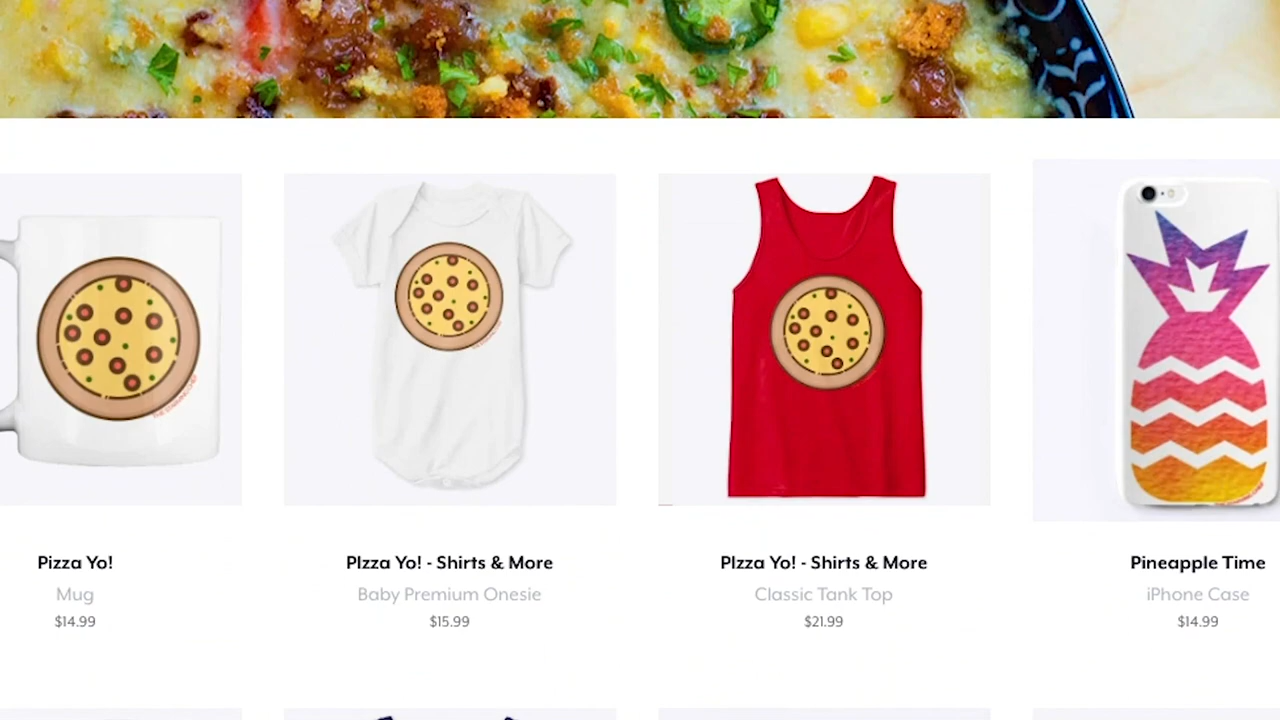 Pizza Yo!
Mug
$14.99
PIzza Yo! - Shirts & More
Baby Premium Onesie
$15.99
PIzza Yo! - Shirts & More
Classic Tank Top
$21.99
Pineapple Time
iPhone Case
$14.99